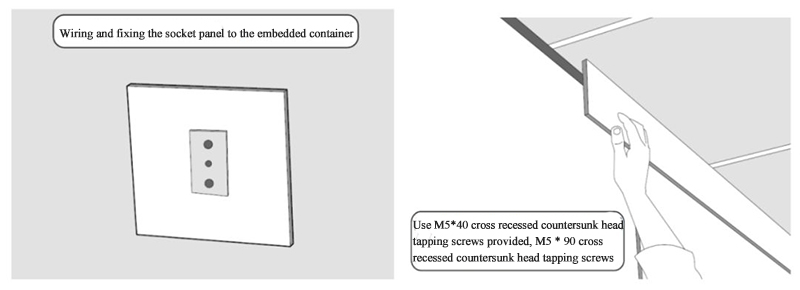 Wiring and fixing the socket panel to the embedded container
Use M5*40 cross recessed countersunk head
tapping screws provided, M5 * 90 cross
recessed countersunk head tapping screws